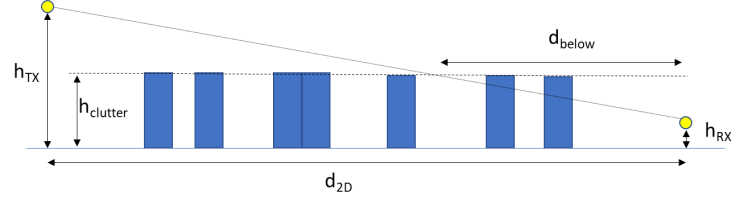 d_below
h_TX
h_clutter
h_RX
d_2D